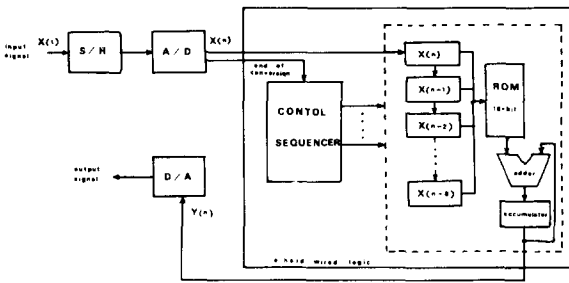 input
signal
X(t)
S/H
A/D
X(n)
end of
conversion
CONTOL
SEQUENCER
X(n)
X(n-1)
X(n-2)
X(n-8)
ROM
16-bit
adder
accumulator
output
signal
D/A
Y(n)
a hard wired logic